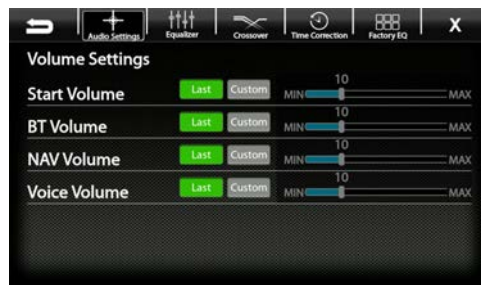 Audio Settings Equalizer Crossover Time Correction Factory EQ X
Volume Settings
10
Start Volume Last Custom MIN MAX
10
BT Volume Last Custom MIN MAX
10
NAV Volume Last Custom MIN MAX
10
Voice Volume Last Custom MIN MAX